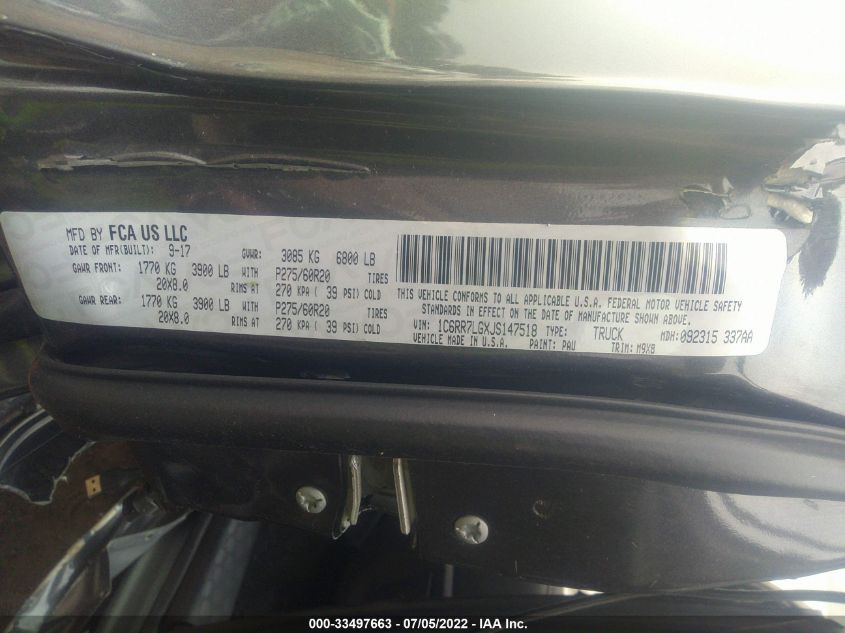 MFD BY FCA US LLC
DATE OF MFR(BUILT): 9-17 GVWR: 3085 KG 6800 LB
GAWR FRONT: 1770 KG 3900 LB WITH P275/60R20 TIRES
20X8.0 RIMS AT 270 KPA ( 39 PSI) COLD
GAWR REAR: 1770 KG 3900 LB WITH P275/60R20 TIRES
20X8.0 RIMS AT 270 KPA ( 39 PSI) COLD
THIS VEHICLE CONFORMS TO ALL APPLICABLE U.S.A. FEDERAL MOTOR VEHICLE SAFETY
STANDARDS IN EFFECT ON THE DATE OF MANUFACTURE SHOWN ABOVE.
VIN: 1C6RR7LGXJS147518 TYPE: TRUCK MDH: 092315 337AA
VEHICLE MADE IN U.S.A. PAINT: PAU TRIM: M9X8
000-33497663 - 07/05/2022 - IAA Inc.